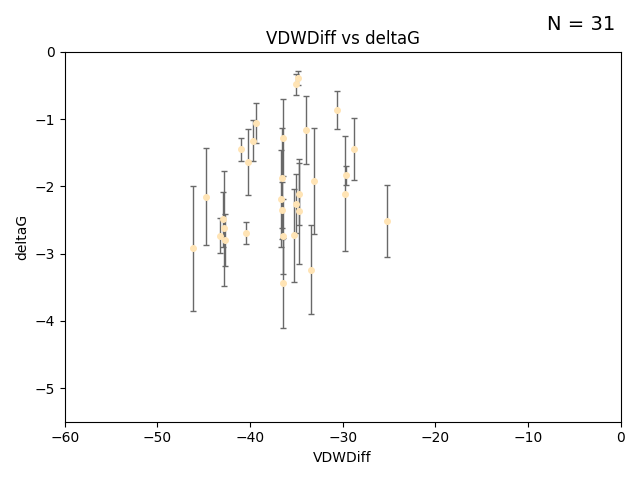 N = 31
VDWDiff vs deltaG
0
−1
−2
−3
−4
−5
deltaG
−60 −50 −40 −30 −20 −10 0
VDWDiff